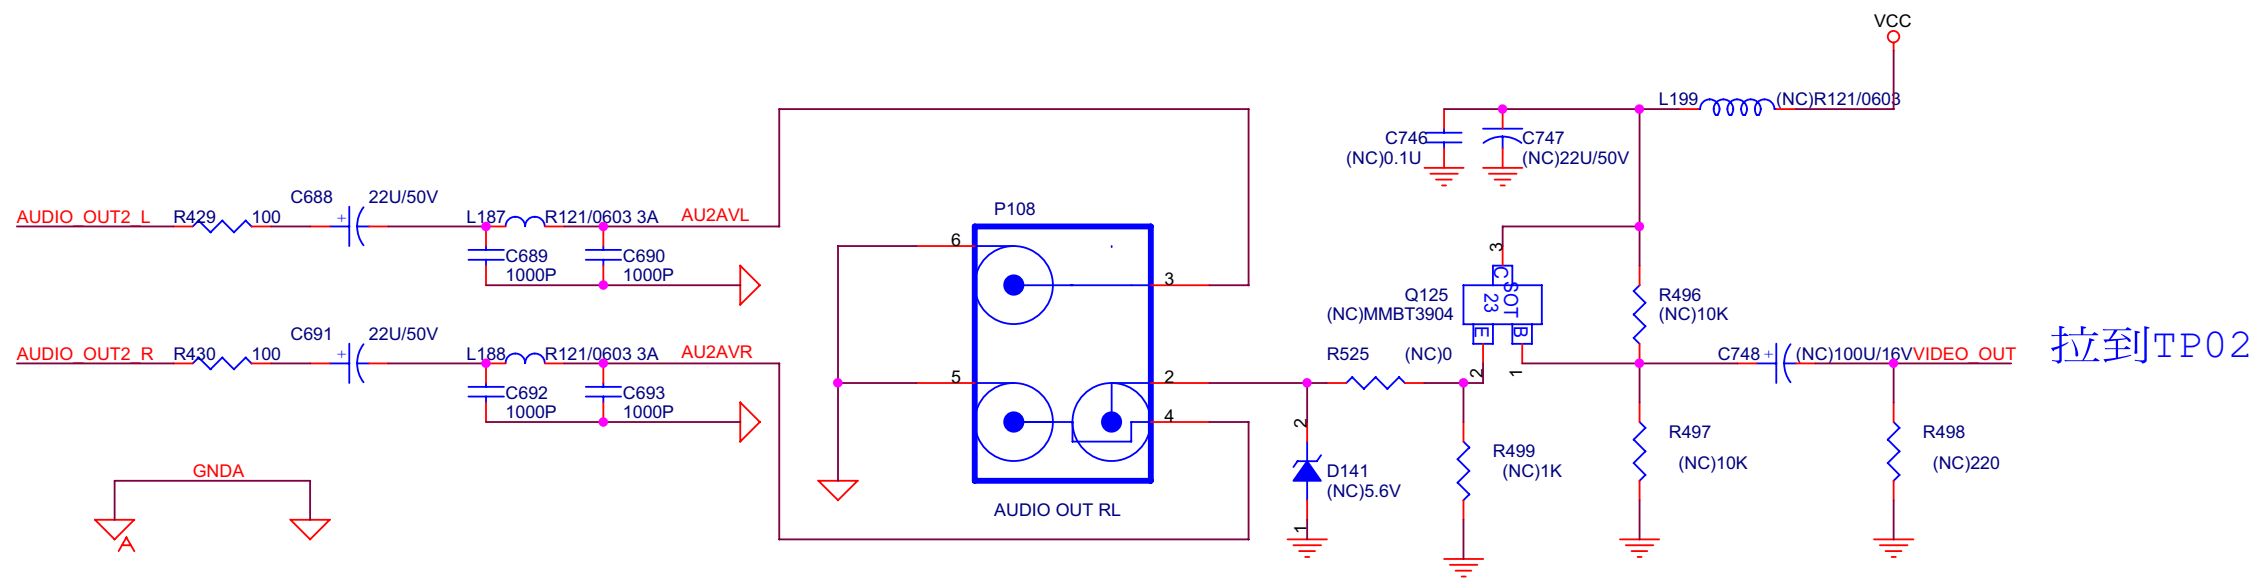 VCC
L199
(NC)R121/0603
C746
(NC)0.1U
C747
(NC)22U/50V
C688
22U/50V
AUDIO_OUT2_L
R429
100
+
L187
R121/0603 3A
AU2AVL
C689
1000P
C690
1000P
P108
6
3
5
2
4
AUDIO OUT RL
C691
22U/50V
AUDIO_OUT2_R
R430
100
+
L188
R121/0603 3A
AU2AVR
C692
1000P
C693
1000P
GNDA
A
3
C
SOT
23
E
B
2
1
Q125
(NC)MMBT3904
R525
(NC)0
R496
(NC)10K
C748
+
(NC)100U/16V
VIDEO_OUT
拉到TP02
2
D141
(NC)5.6V
1
R499
(NC)1K
R497
(NC)10K
R498
(NC)220